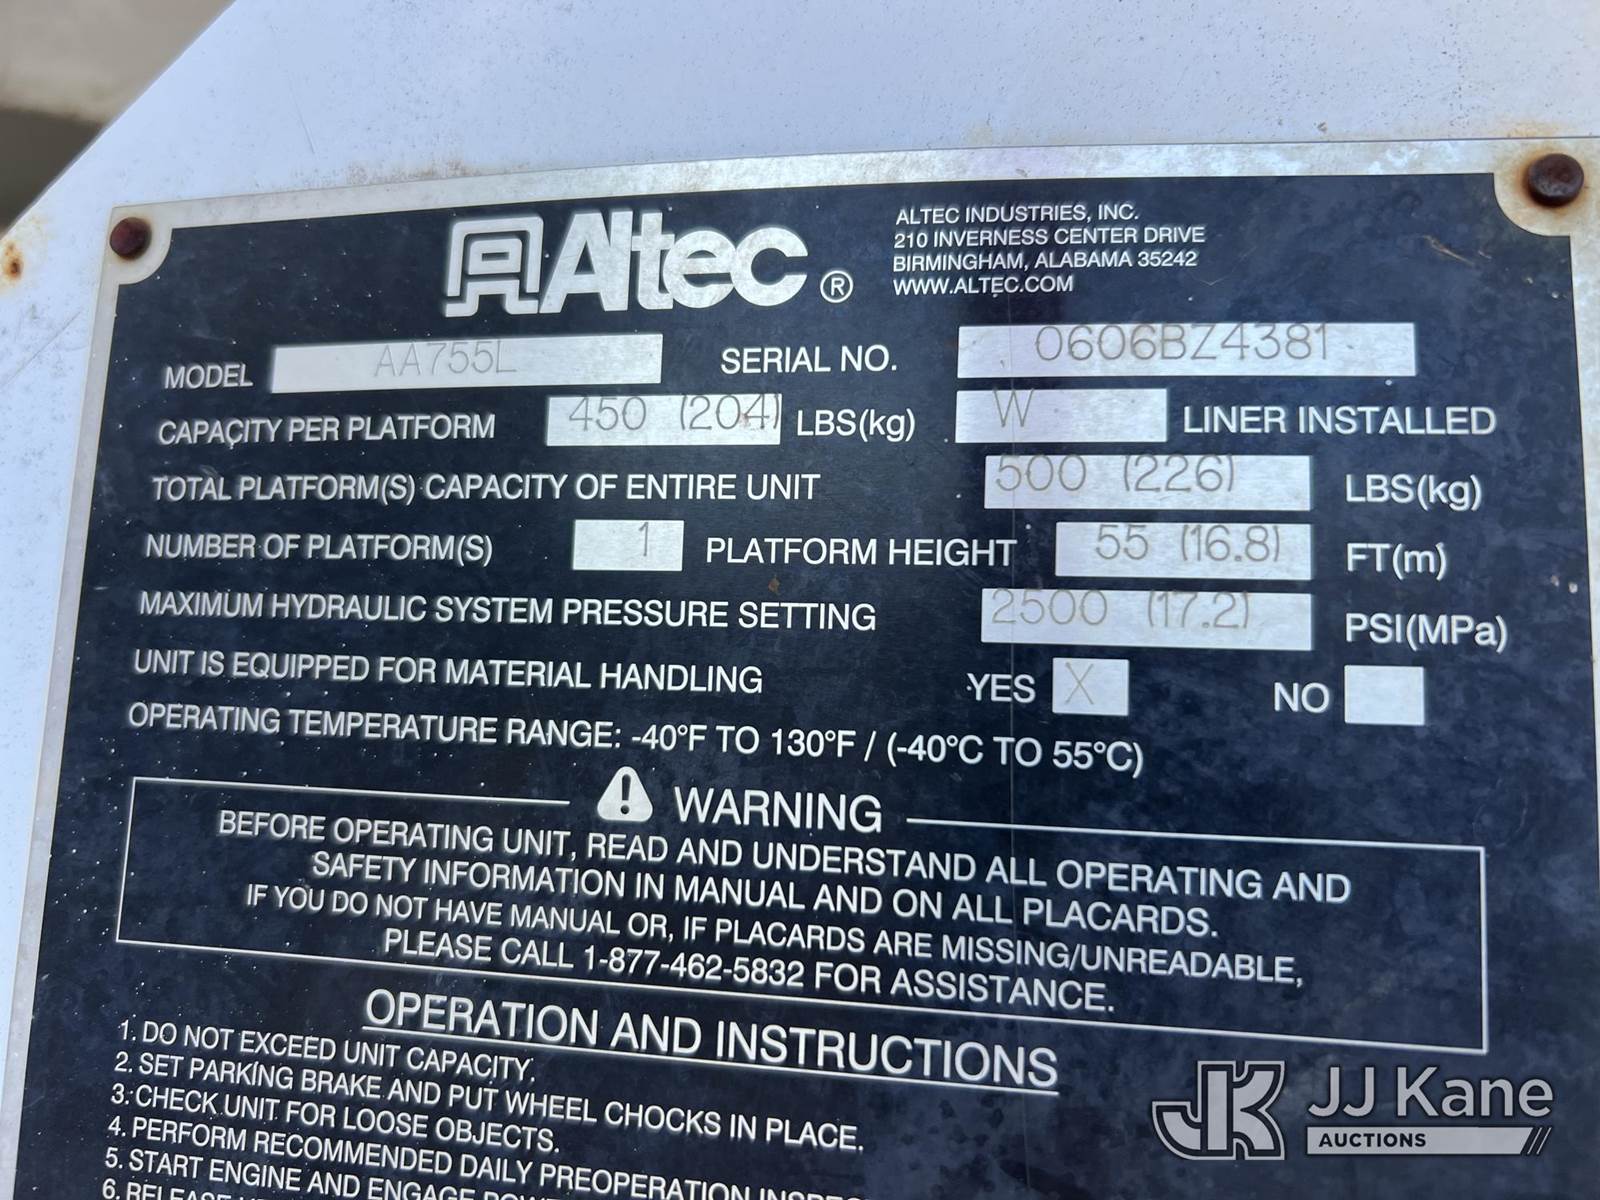 Altec®
ALTEC INDUSTRIES, INC.
210 INVERNESS CENTER DRIVE
BIRMINGHAM, ALABAMA 35242
WWW.ALTEC.COM
MODEL AA755L SERIAL NO. 0606BZ4381
CAPACITY PER PLATFORM 450 (204) LBS(kg) W LINER INSTALLED
TOTAL PLATFORM(S) CAPACITY OF ENTIRE UNIT 500 (226) LBS(kg)
NUMBER OF PLATFORM(S) 1 PLATFORM HEIGHT 55 (16.8) FT(m)
MAXIMUM HYDRAULIC SYSTEM PRESSURE SETTING 2500 (17.2) PSI(MPa)
UNIT IS EQUIPPED FOR MATERIAL HANDLING YES X NO
OPERATING TEMPERATURE RANGE: -40°F TO 130°F / (-40°C TO 55°C)
WARNING
BEFORE OPERATING UNIT, READ AND UNDERSTAND ALL OPERATING AND
SAFETY INFORMATION IN MANUAL AND ON ALL PLACARDS.
IF YOU DO NOT HAVE MANUAL OR, IF PLACARDS ARE MISSING/UNREADABLE,
PLEASE CALL 1-877-462-5832 FOR ASSISTANCE.
OPERATION AND INSTRUCTIONS
1. DO NOT EXCEED UNIT CAPACITY.
2. SET PARKING BRAKE AND PUT WHEEL CHOCKS IN PLACE.
3. CHECK UNIT FOR LOOSE OBJECTS.
4. PERFORM RECOMMENDED DAILY PREOPERATION
5. START ENGINE AND ENGAGE
6.
JK JJ Kane
AUCTIONS